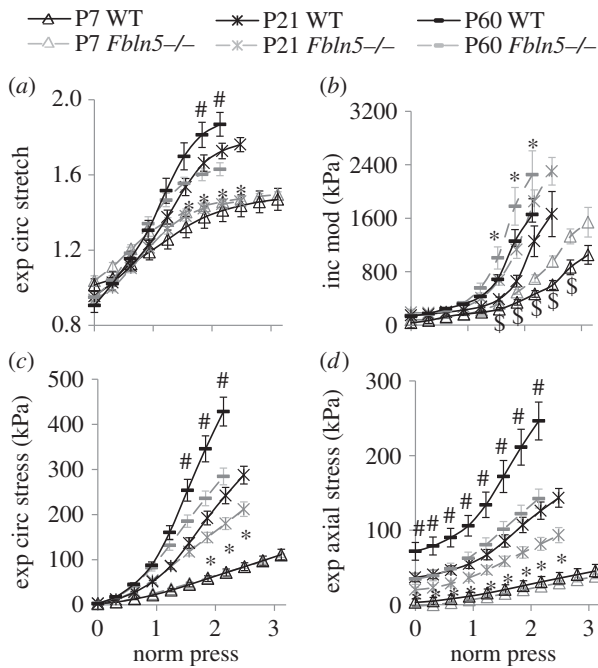 P7 WT P21 WT P60 WT
P7 Fbln5–/– P21 Fbln5–/– P60 Fbln5–/–
(a) (b)
2.0
1.6
1.2
0.8
exp circ stretch
# #
* * * *
3200
2400
1600
800
0
inc mod (kPa)
* * *
$ $ $ $ $
(c) (d)
500
400
300
200
100
0
exp circ stress (kPa)
# # # #
* * *
0 1 2 3
norm press
300
200
100
0
exp axial stress (kPa)
# # # # # # # #
* * * * * * * * *
0 1 2 3
norm press